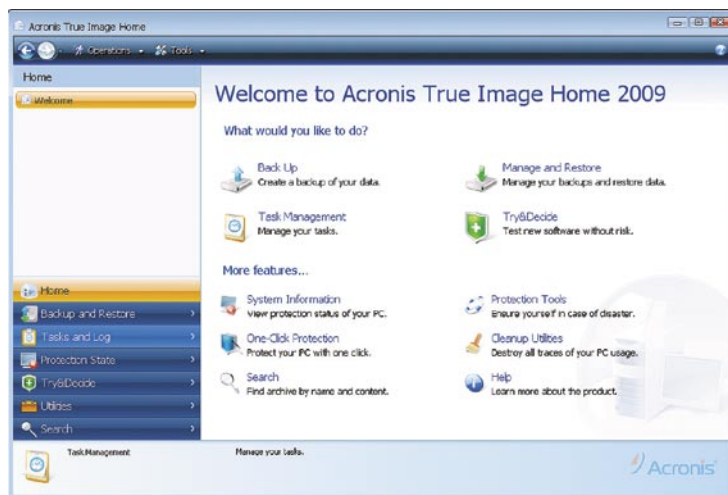 Acronis True Image Home
Operations Tools
Home
Welcome
Welcome to Acronis True Image Home 2009
What would you like to do?
Back Up
Create a backup of your data.
Manage and Restore
Manage your backups and restore data.
Task Management
Manage your tasks.
Try&Decide
Test new software without risk.
More features...
System Information
View protection status of your PC.
Protection Tools
Ensure yourself in case of disaster.
One-Click Protection
Protect your PC with one click.
Cleanup Utilities
Destroy all traces of your PC usage.
Search
Find archive by name and content.
Help
Learn more about the product.
Home
Backup and Restore
Tasks and Log
Protection State
Try&Decide
Utilities
Search
Task Management
Manage your tasks.
Acronis